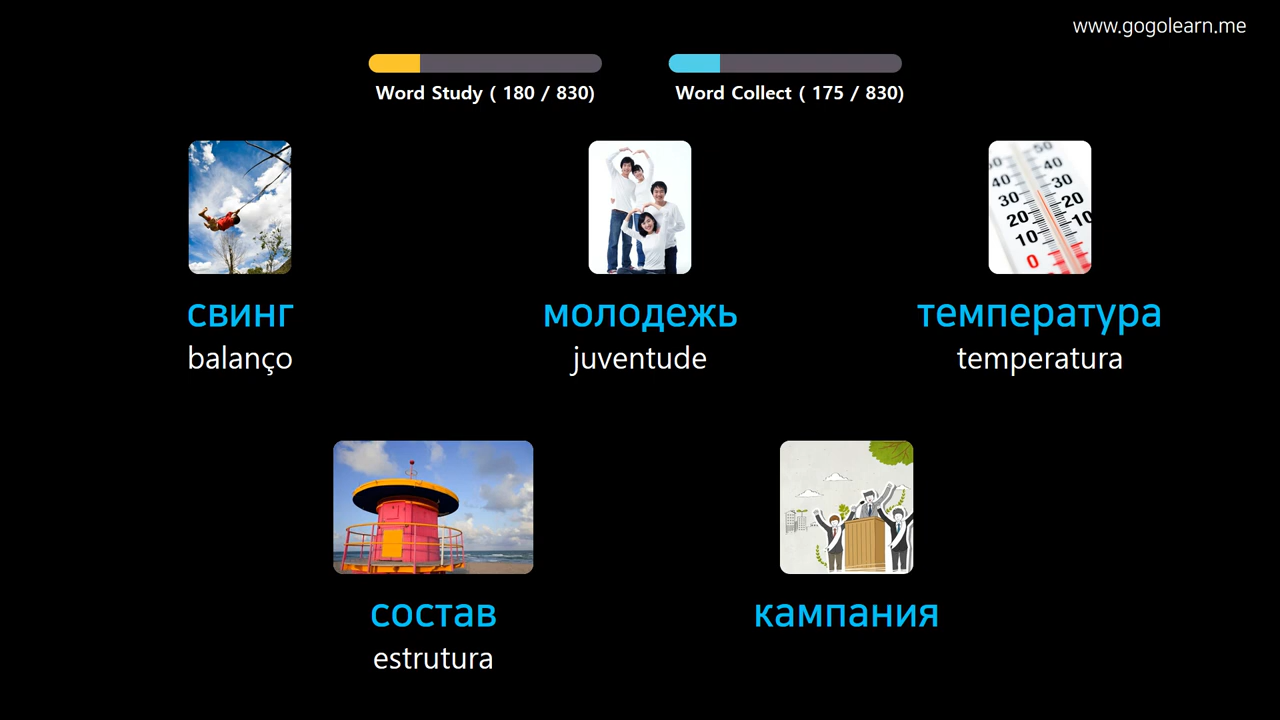 www.gogolearn.me
Word Study ( 180 / 830)
Word Collect ( 175 / 830)
свинг
balanço
молодежь
juventude
температура
temperatura
состав
estrutura
кампания